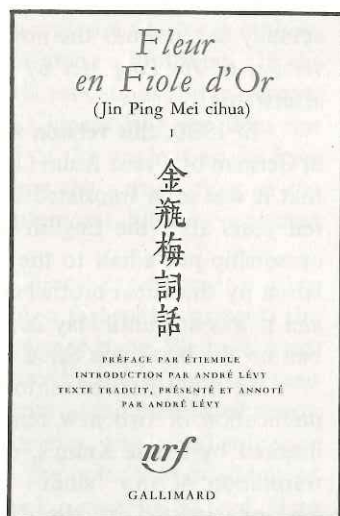 Fleur
en Fiole d'Or
(Jin Ping Mei cihua)
I
金瓶梅詞話
PRÉFACE PAR ÉTIEMBLE
INTRODUCTION PAR ANDRÉ LÉVY
TEXTE TRADUIT, PRÉSENTÉ ET ANNOTÉ
PAR ANDRÉ LÉVY
nrf
GALLIMARD